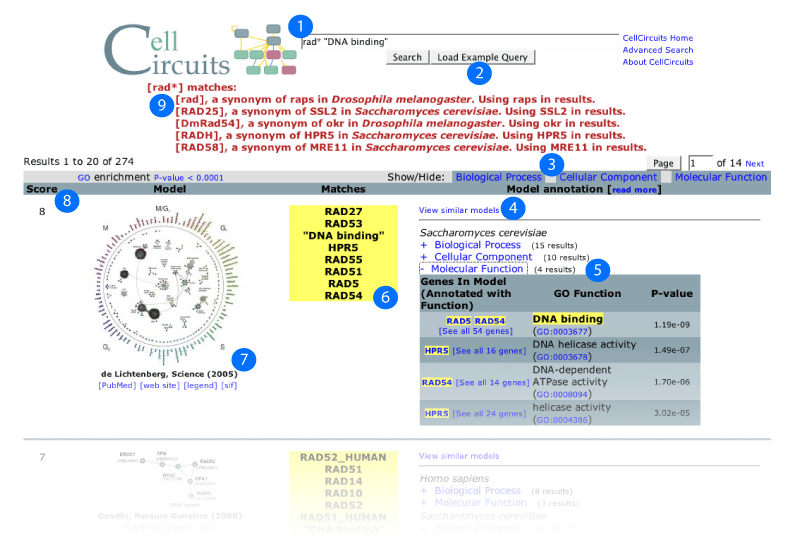 1
Cell
Circuits
rad* "DNA binding"
Search
Load Example Query
2
CellCircuits Home
Advanced Search
About CellCircuits
[rad*] matches:
9
[rad], a synonym of raps in Drosophila melanogaster. Using raps in results.
[RAD25], a synonym of SSL2 in Saccharomyces cerevisiae. Using SSL2 in results.
[DmRad54], a synonym of okr in Drosophila melanogaster. Using okr in results.
[RADH], a synonym of HPR5 in Saccharomyces cerevisiae. Using HPR5 in results.
[RAD58], a synonym of MRE11 in Saccharomyces cerevisiae. Using MRE11 in results.
Results 1 to 20 of 274
Page 1 of 14 Next
3
GO enrichment P-value < 0.0001
Show/Hide: Biological Process Cellular Component Molecular Function
Score Model Matches Model annotation [read more]
8
8
M/G1
M
G1
G2
S
7
de Lichtenberg, Science (2005)
[PubMed] [web site] [legend] [sif]
RAD27
RAD53
"DNA binding"
HPR5
RAD55
RAD51
RAD5
RAD54
6
View similar models
4
Saccharomyces cerevisiae
+ Biological Process (15 results)
+ Cellular Component (10 results)
- Molecular Function (4 results)
5
Genes In Model (Annotated with Function) GO Function P-value
RAD5 RAD54 [See all 54 genes] DNA binding (GO:0003677) 1.19e-09
HPR5 [See all 16 genes] DNA helicase activity (GO:0003678) 1.49e-07
RAD54 [See all 14 genes] DNA-dependent ATPase activity (GO:0008094) 1.70e-06
HPR5 [See all 24 genes] helicase activity (GO:0004386) 3.02e-05
7
RPA
Gandhi, Nature Genetics (2006)
RAD52_HUMAN
RAD51
RAD14
RAD10
RAD52
RAD51_HUMAN
View similar models
Homo sapiens
+ Biological Process (8 results)
+ Molecular Function (3 results)
Saccharomyces cerevisiae